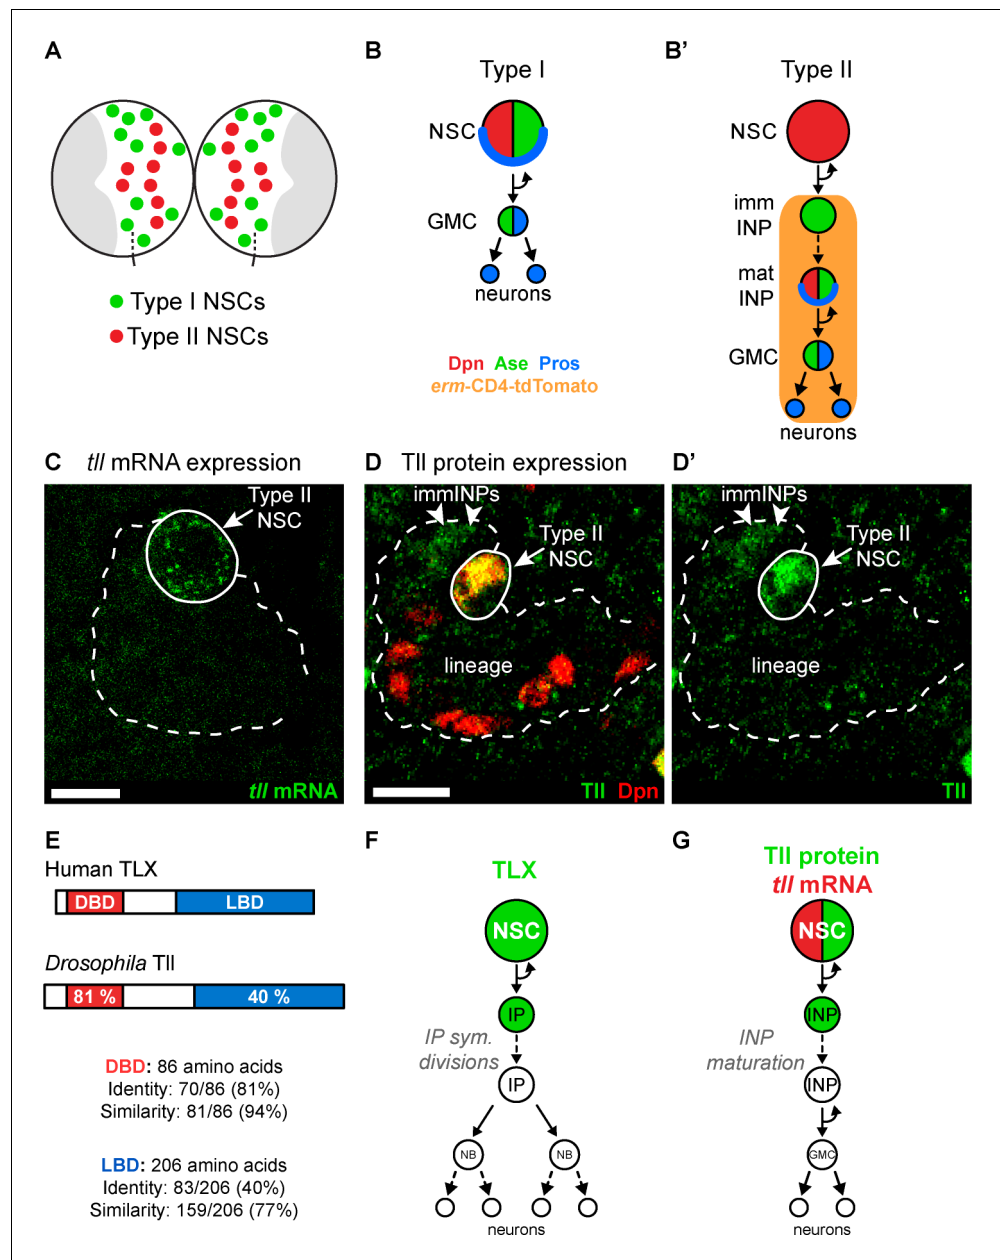 A
Type I NSCs
Type II NSCs
B
Type I
NSC
GMC
neurons
Dpn Ase Pros
erm-CD4-tdTomato
B’
Type II
NSC
imm
INP
mat
INP
GMC
neurons
C tll mRNA expression
Type II
NSC
tll mRNA
D Tll protein expression
immINPs
Type II
NSC
lineage
Tll Dpn
D’
immINPs
Type II
NSC
lineage
Tll
E
Human TLX
DBD LBD
Drosophila Tll
81 % 40 %
DBD: 86 amino acids
Identity: 70/86 (81%)
Similarity: 81/86 (94%)
LBD: 206 amino acids
Identity: 83/206 (40%)
Similarity: 159/206 (77%)
F
TLX
NSC
IP
IP sym.
divisions
IP
NB NB
neurons
G
Tll protein
tll mRNA
NSC
INP
INP
maturation
INP
GMC
neurons